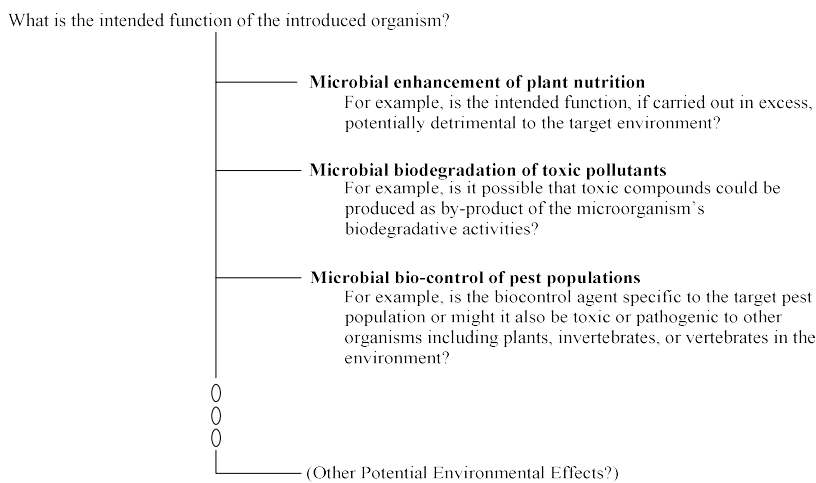 What is the intended function of the introduced organism?
Microbial enhancement of plant nutrition
For example, is the intended function, if carried out in excess,
potentially detrimental to the target environment?
Microbial biodegradation of toxic pollutants
For example, is it possible that toxic compounds could be
produced as by-product of the microorganism's
biodegradative activities?
Microbial bio-control of pest populations
For example, is the biocontrol agent specific to the target pest
population or might it also be toxic or pathogenic to other
organisms including plants, invertebrates, or vertebrates in the
environment?
(Other Potential Environmental Effects?)